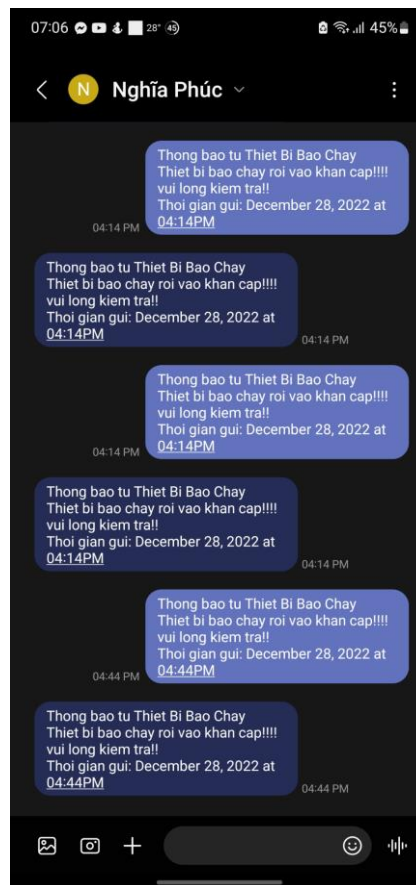 07:06 28° 45 45%
N Nghĩa Phúc
Thong bao tu Thiet Bi Bao Chay
Thiet bi bao chay roi vao khan cap!!!!
vui long kiem tra!!
Thoi gian gui: December 28, 2022 at
04:14PM
04:14 PM
Thong bao tu Thiet Bi Bao Chay
Thiet bi bao chay roi vao khan cap!!!!
vui long kiem tra!!
Thoi gian gui: December 28, 2022 at
04:14PM
04:14 PM
Thong bao tu Thiet Bi Bao Chay
Thiet bi bao chay roi vao khan cap!!!!
vui long kiem tra!!
Thoi gian gui: December 28, 2022 at
04:14PM
04:14 PM
Thong bao tu Thiet Bi Bao Chay
Thiet bi bao chay roi vao khan cap!!!!
vui long kiem tra!!
Thoi gian gui: December 28, 2022 at
04:14PM
04:14 PM
Thong bao tu Thiet Bi Bao Chay
Thiet bi bao chay roi vao khan cap!!!!
vui long kiem tra!!
Thoi gian gui: December 28, 2022 at
04:44PM
04:44 PM
Thong bao tu Thiet Bi Bao Chay
Thiet bi bao chay roi vao khan cap!!!!
vui long kiem tra!!
Thoi gian gui: December 28, 2022 at
04:44PM
04:44 PM